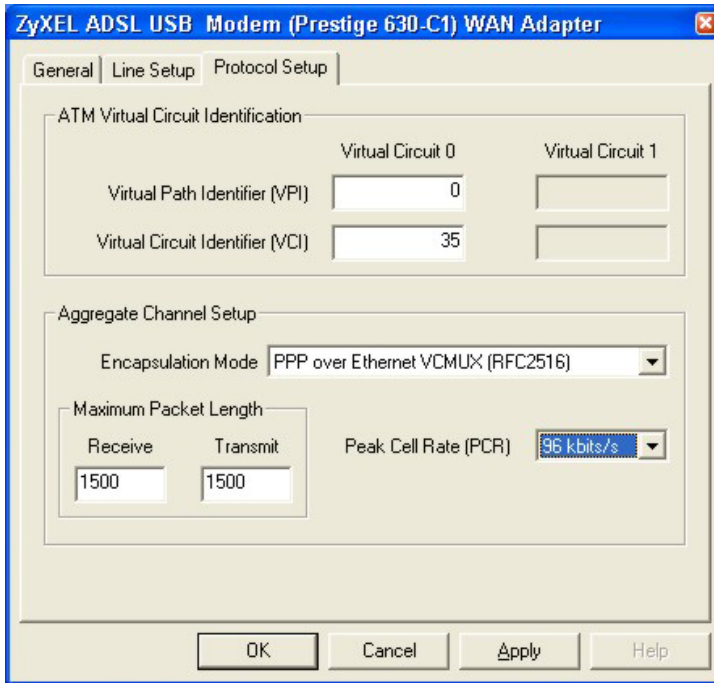 ZyXEL ADSL USB  Modem (Prestige 630-C1) WAN Adapter
General Line Setup Protocol Setup
ATM Virtual Circuit Identification
Virtual Circuit 0 Virtual Circuit 1
Virtual Path Identifier (VPI) 0
Virtual Circuit Identifier (VCI) 35
Aggregate Channel Setup
Encapsulation Mode PPP over Ethernet VCMUX (RFC2516)
Maximum Packet Length
Receive Transmit Peak Cell Rate (PCR) 96 kbits/s
1500 1500
OK Cancel Apply Help